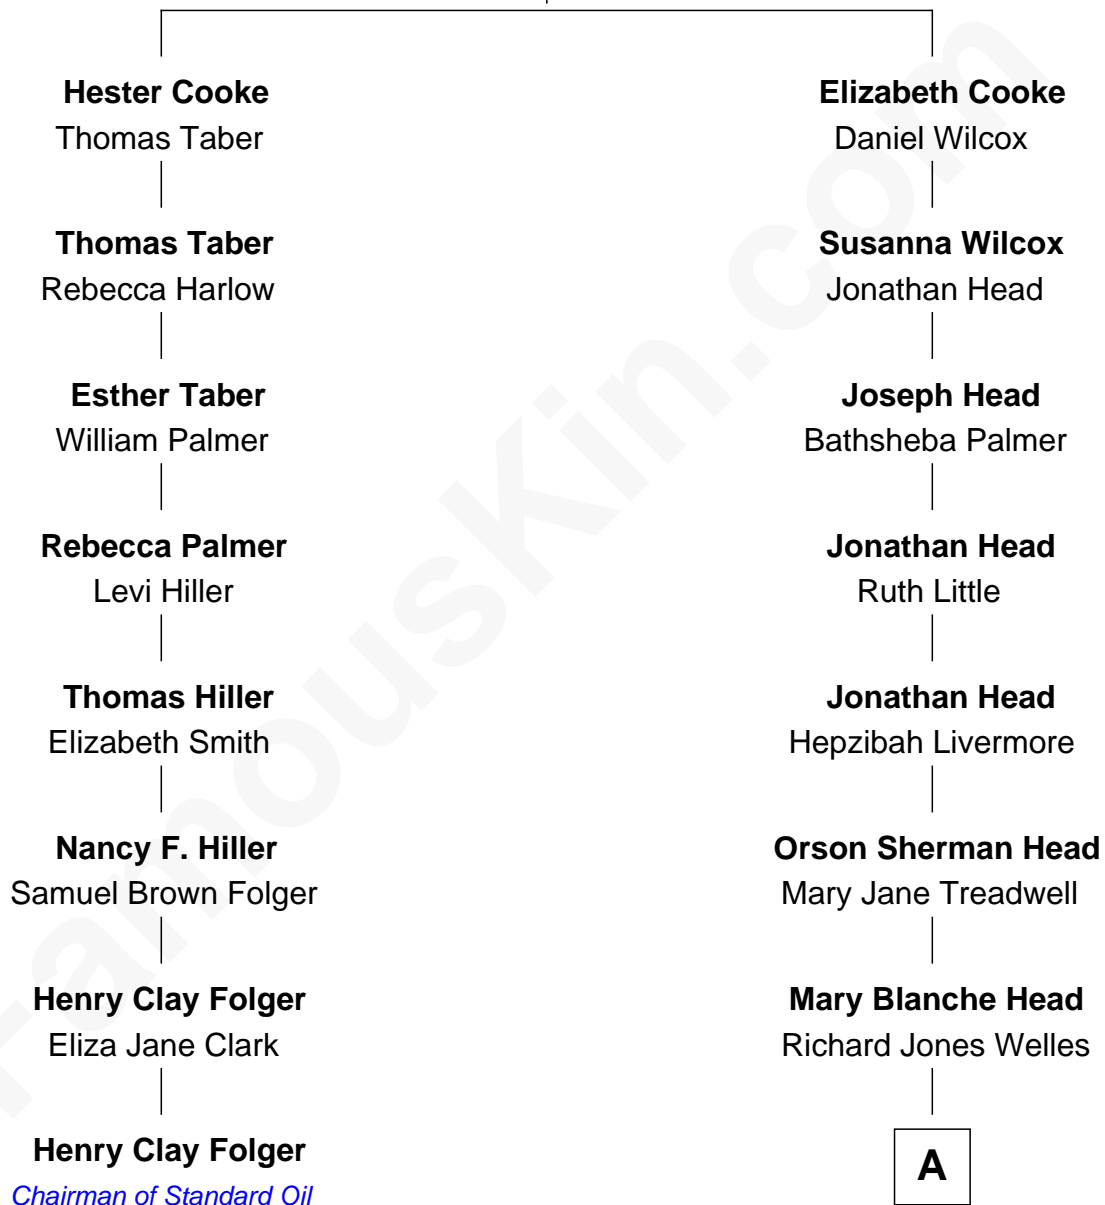 Hester Cooke
Thomas Taber
Thomas Taber
Rebecca Harlow
Esther Taber
William Palmer
Rebecca Palmer
Levi Hiller
Thomas Hiller
Elizabeth Smith
Nancy F. Hiller
Samuel Brown Folger
Henry Clay Folger
Eliza Jane Clark
Henry Clay Folger
Chairman of Standard Oil
Elizabeth Cooke
Daniel Wilcox
Susanna Wilcox
Jonathan Head
Joseph Head
Bathsheba Palmer
Jonathan Head
Ruth Little
Jonathan Head
Hepzibah Livermore
Orson Sherman Head
Mary Jane Treadwell
Mary Blanche Head
Richard Jones Welles
A
FamousKin.com